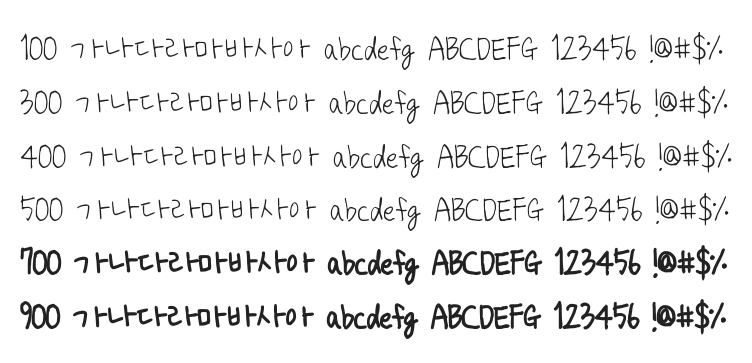 100 가나다라마바사아 abcdefg ABCDEFG 123456 !@#$%
300 가나다라마바사아 abcdefg ABCDEFG 123456 !@#$%
400 가나다라마바사아 abcdefg ABCDEFG 123456 !@#$%
500 가나다라마바사아 abcdefg ABCDEFG 123456 !@#$%
700 가나다라마바사아 abcdefg ABCDEFG 123456 !@#$%
900 가나다라마바사아 abcdefg ABCDEFG 123456 !@#$%